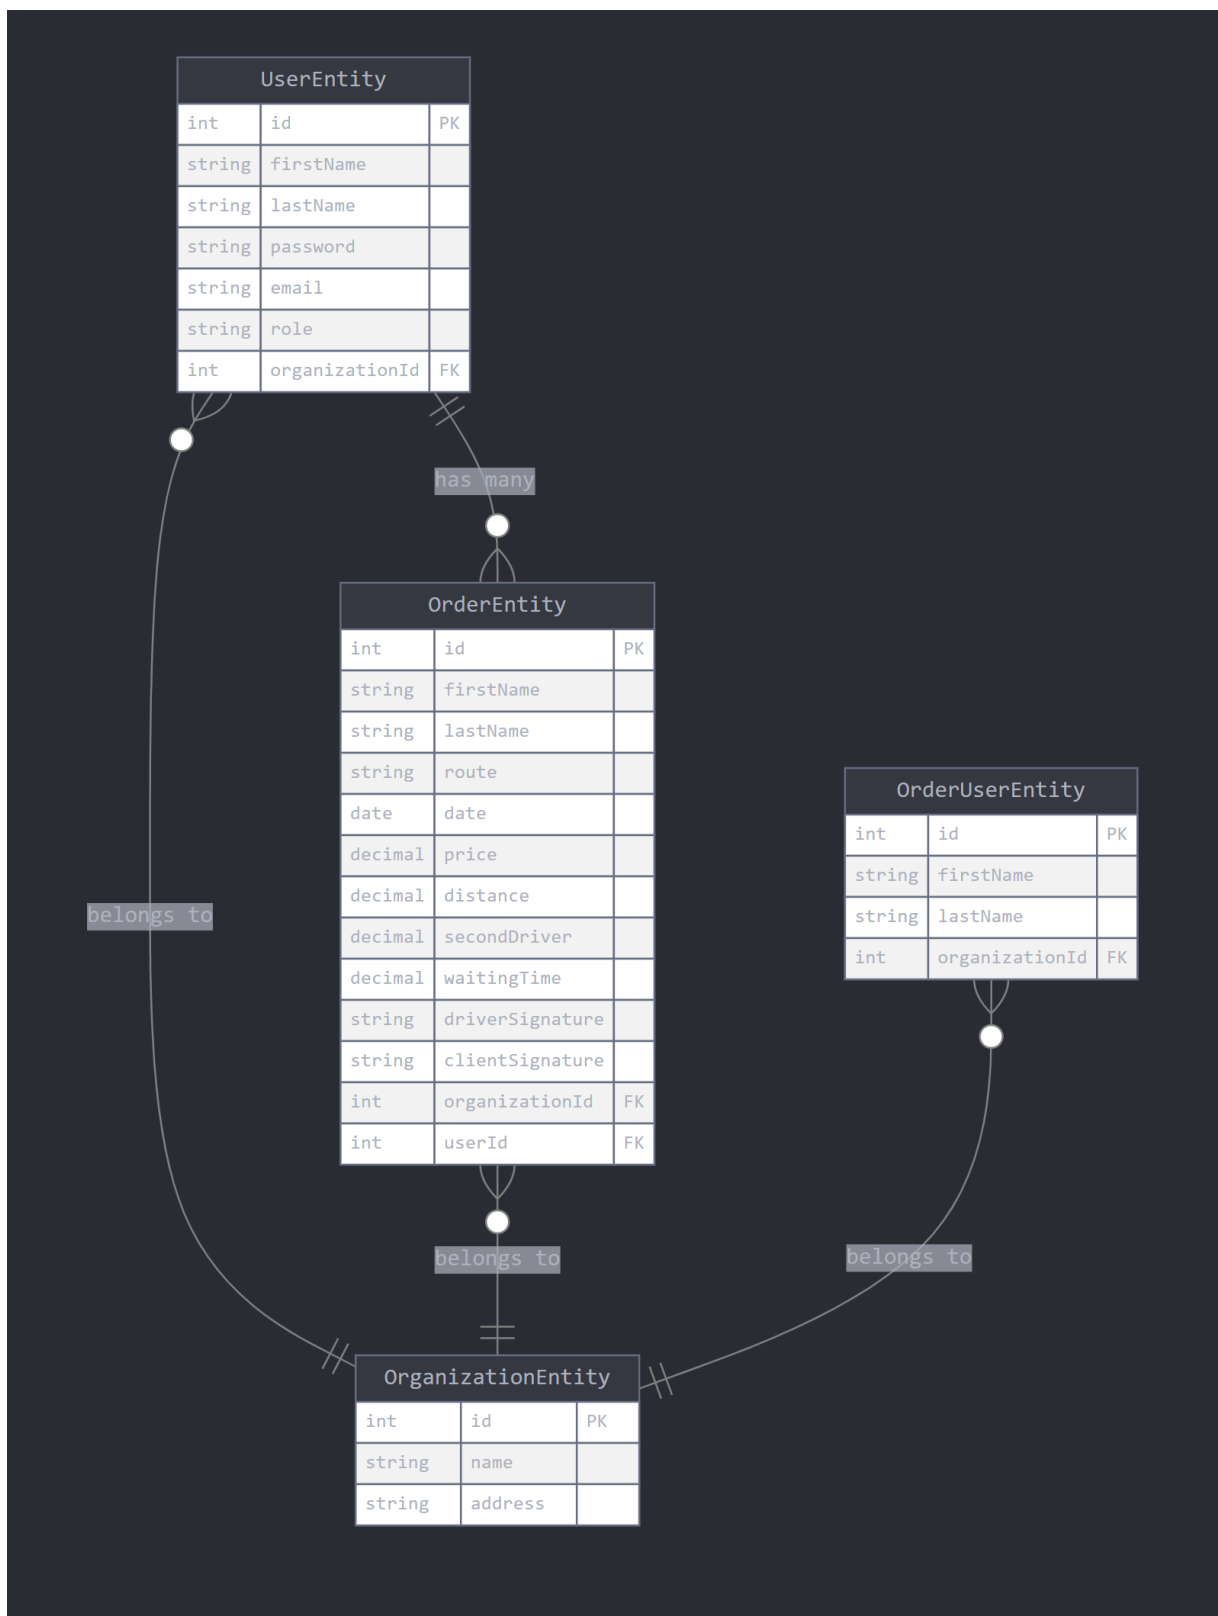 UserEntity
int id PK
string firstName
string lastName
string password
string email
string role
int organizationId FK
has many
OrderEntity
int id PK
string firstName
string lastName
string route
date date
decimal price
decimal distance
decimal secondDriver
decimal waitingTime
string driverSignature
string clientSignature
int organizationId FK
int userId FK
OrderUserEntity
int id PK
string firstName
string lastName
int organizationId FK
belongs to
belongs to
belongs to
OrganizationEntity
int id PK
string name
string address